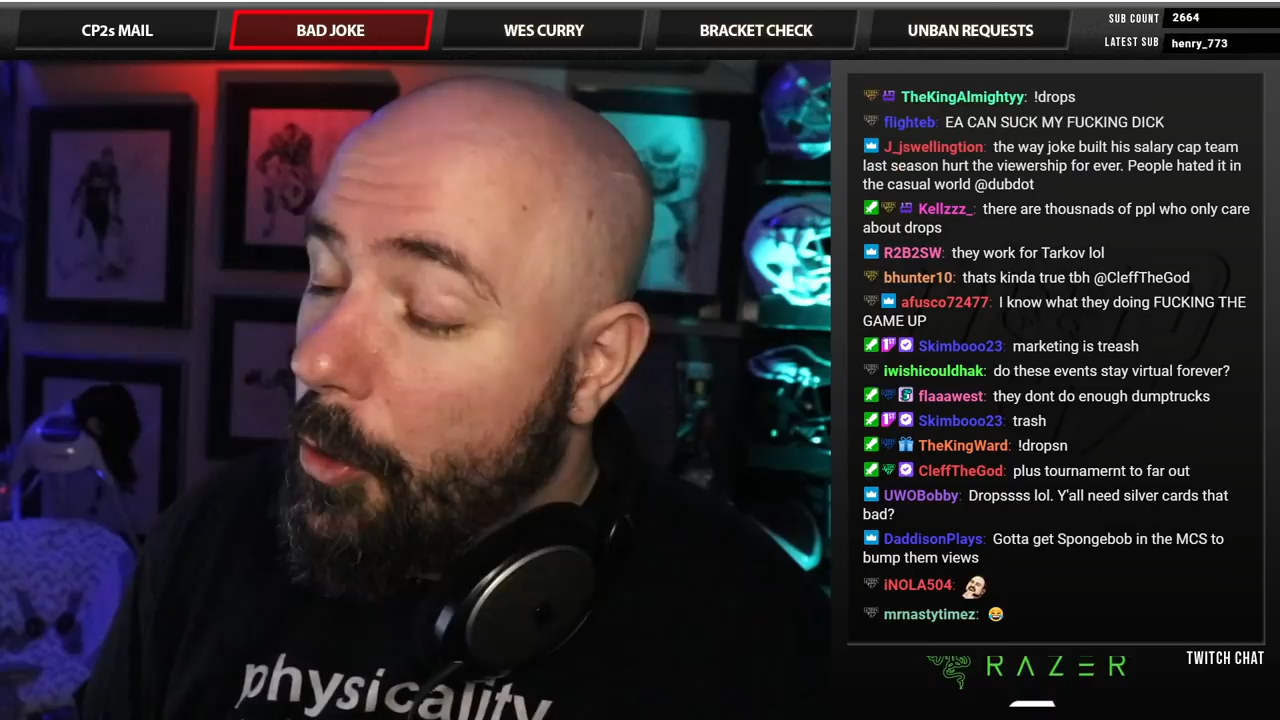 CP2s MAIL
BAD JOKE
WES CURRY
BRACKET CHECK
UNBAN REQUESTS
SUB COUNT 2664
LATEST SUB henry_773
TheKingAlmightyy: !drops
flighteb: EA CAN SUCK MY FUCKING DICK
J_jswellingtion: the way joke built his salary cap team
last season hurt the viewership for ever. People hated it in
the casual world @dubdot
Kellzzz_: there are thousnads of ppl who only care
about drops
R2B2SW: they work for Tarkov lol
bhunter10: thats kinda true tbh @CleffTheGod
afusco72477: I know what they doing FUCKING THE
GAME UP
Skimbooo23: marketing is treash
iwishicouldhak: do these events stay virtual forever?
flaaawest: they dont do enough dumptrucks
Skimbooo23: trash
TheKingWard: !dropsn
CleffTheGod: plus tournamernt to far out
UWOBobby: Dropssss lol. Y'all need silver cards that
bad?
DaddisonPlays: Gotta get Spongebob in the MCS to
bump them views
iNOLA504:
mrnastytimez: 😂
TWITCH CHAT
RAZER
physicality